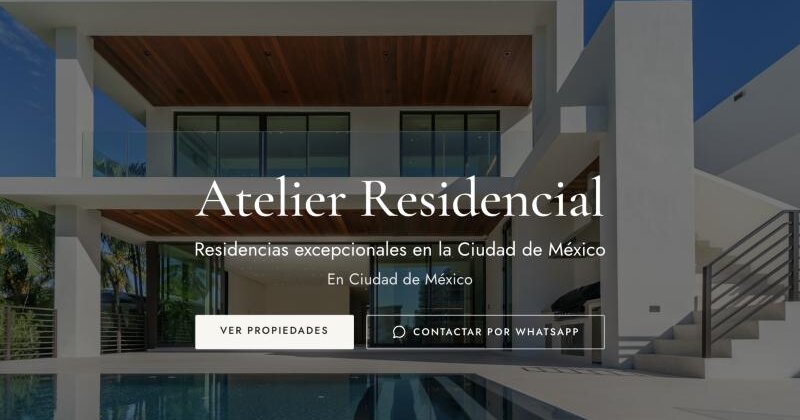 Atelier Residencial
Residencias excepcionales en la Ciudad de México
En Ciudad de México
VER PROPIEDADES
CONTACTAR POR WHATSAPP